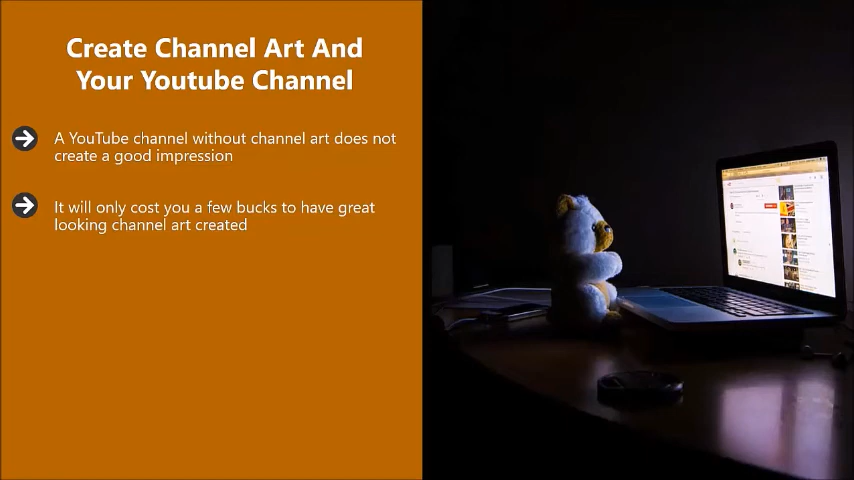 Create Channel Art And
Your Youtube Channel
A YouTube channel without channel art does not
create a good impression
It will only cost you a few bucks to have great
looking channel art created